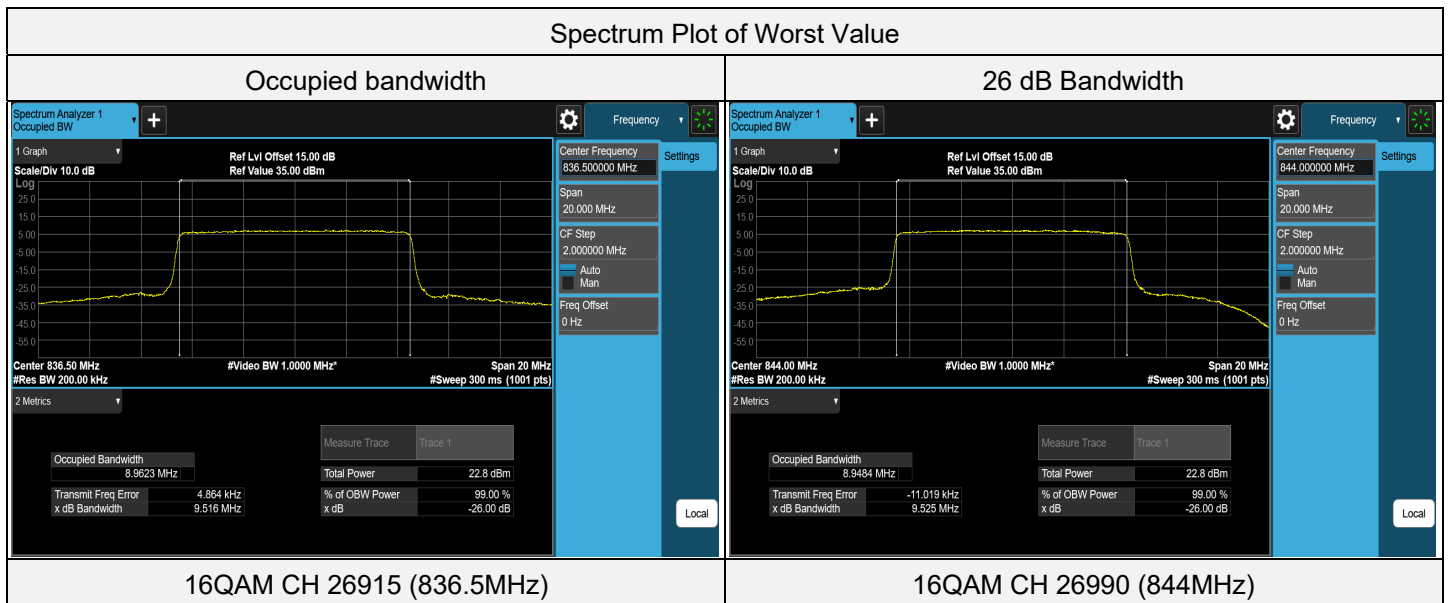 Spectrum Plot of Worst Value
Occupied bandwidth
26 dB Bandwidth
Spectrum Analyzer 1
Occupied BW
+
Frequency
1 Graph
Ref Lvl Offset 15.00 dB
Ref Value 35.00 dBm
Scale/Div 10.0 dB
Log
25.0
15.0
5.00
-5.00
-15.0
-25.0
-35.0
-45.0
-55.0
Center 836.50 MHz
#Video BW 1.0000 MHz*
Span 20 MHz
#Res BW 200.00 kHz
#Sweep 300 ms (1001 pts)
Center Frequency
836.500000 MHz
Settings
Span
20.000 MHz
CF Step
2.000000 MHz
Auto
Man
Freq Offset
0 Hz
2 Metrics
Measure Trace Trace 1
Occupied Bandwidth
8.9623 MHz
Total Power 22.8 dBm
Transmit Freq Error 4.864 kHz
% of OBW Power 99.00 %
x dB Bandwidth 9.516 MHz
x dB -26.00 dB
Local
Spectrum Analyzer 1
Occupied BW
+
Frequency
1 Graph
Ref Lvl Offset 15.00 dB
Ref Value 35.00 dBm
Scale/Div 10.0 dB
Log
25.0
15.0
5.00
-5.00
-15.0
-25.0
-35.0
-45.0
-55.0
Center 844.00 MHz
#Video BW 1.0000 MHz*
Span 20 MHz
#Res BW 200.00 kHz
#Sweep 300 ms (1001 pts)
Center Frequency
844.000000 MHz
Settings
Span
20.000 MHz
CF Step
2.000000 MHz
Auto
Man
Freq Offset
0 Hz
2 Metrics
Measure Trace Trace 1
Occupied Bandwidth
8.9484 MHz
Total Power 22.8 dBm
Transmit Freq Error -11.019 kHz
% of OBW Power 99.00 %
x dB Bandwidth 9.525 MHz
x dB -26.00 dB
Local
16QAM CH 26915 (836.5MHz)
16QAM CH 26990 (844MHz)